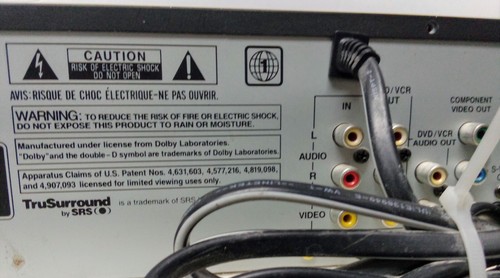 CAUTION
RISK OF ELECTRIC SHOCK
DO NOT OPEN
AVIS: RISQUE DE CHOC ÉLECTRIQUE-NE PAS OUVRIR.
WARNING: TO REDUCE THE RISK OF FIRE OR ELECTRIC SHOCK,
DO NOT EXPOSE THIS PRODUCT TO RAIN OR MOISTURE.
Manufactured under license from Dolby Laboratories.
"Dolby" and the double-D symbol are trademarks of Dolby Laboratories.
Apparatus Claims of U.S. Patent Nos. 4,631,603, 4,577,216, 4,819,098,
and 4,907,093 licensed for limited viewing uses only.
TruSurround
by SRS
is a trademark of SRS
1
IN
D/VCR
OUT
L
AUDIO
R
VIDEO
DVD/VCR
AUDIO OUT
COMPONENT
VIDEO OUT
S-